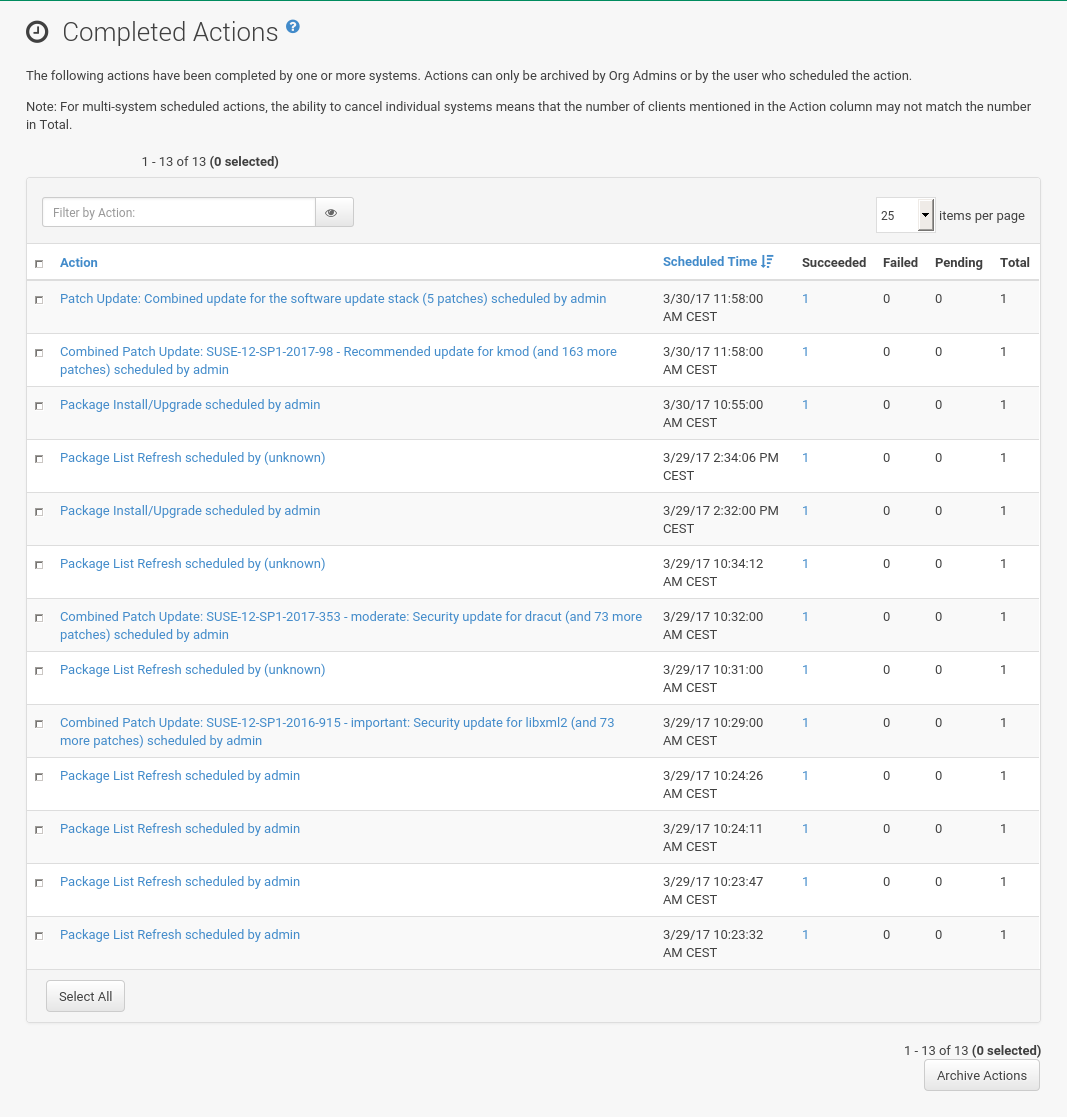 Completed Actions ?
The following actions have been completed by one or more systems. Actions can only be archived by Org Admins or by the user who scheduled the action.
Note: For multi-system scheduled actions, the ability to cancel individual systems means that the number of clients mentioned in the Action column may not match the number
in Total.
1 - 13 of 13 (0 selected)
Filter by Action:
25 items per page
Action Scheduled Time Succeeded Failed Pending Total
Patch Update: Combined update for the software update stack (5 patches) scheduled by admin 3/30/17 11:58:00 1 0 0 1
AM CEST
Combined Patch Update: SUSE-12-SP1-2017-98 - Recommended update for kmod (and 163 more 3/30/17 11:58:00 1 0 0 1
patches) scheduled by admin AM CEST
Package Install/Upgrade scheduled by admin 3/30/17 10:55:00 1 0 0 1
AM CEST
Package List Refresh scheduled by (unknown) 3/29/17 2:34:06 PM 1 0 0 1
CEST
Package Install/Upgrade scheduled by admin 3/29/17 2:32:00 PM 1 0 0 1
CEST
Package List Refresh scheduled by (unknown) 3/29/17 10:34:12 1 0 0 1
AM CEST
Combined Patch Update: SUSE-12-SP1-2017-353 - moderate: Security update for dracut (and 73 more 3/29/17 10:32:00 1 0 0 1
patches) scheduled by admin AM CEST
Package List Refresh scheduled by (unknown) 3/29/17 10:31:00 1 0 0 1
AM CEST
Combined Patch Update: SUSE-12-SP1-2016-915 - important: Security update for libxml2 (and 73 3/29/17 10:29:00 1 0 0 1
more patches) scheduled by admin AM CEST
Package List Refresh scheduled by admin 3/29/17 10:24:26 1 0 0 1
AM CEST
Package List Refresh scheduled by admin 3/29/17 10:24:11 1 0 0 1
AM CEST
Package List Refresh scheduled by admin 3/29/17 10:23:47 1 0 0 1
AM CEST
Package List Refresh scheduled by admin 3/29/17 10:23:32 1 0 0 1
AM CEST
Select All
1 - 13 of 13 (0 selected)
Archive Actions